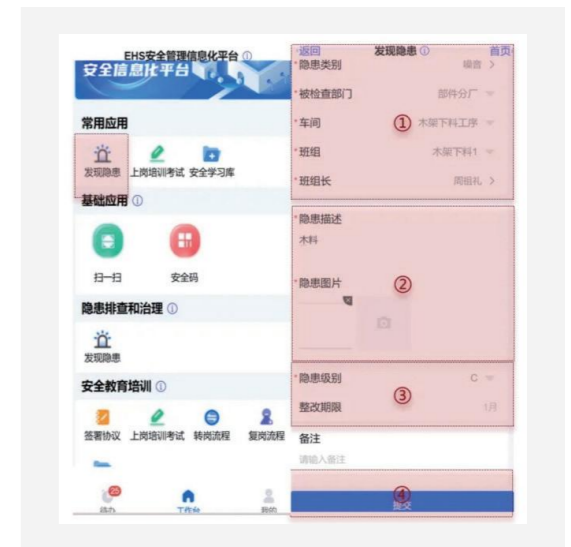 EHS安全管理信息化平台
安全信息化平台
常用应用
发现隐患 上岗培训考试 安全学习库
基础应用
扫一扫 安全码
隐患排查和治理
发现隐患
安全教育培训
签署协议 上岗培训考试 转岗流程 复岗流程
25
待办 工作台 我的
返回 发现隐患 首页
*隐患类别 噪音
*被检查部门 部件分厂
*车间 ① 木架下料工序
*班组 木架下料1
*班组长
*隐患描述
木料
*隐患图片 ②
*隐患级别 C
③
整改期限 1月
备注
请输入备注
④
提交